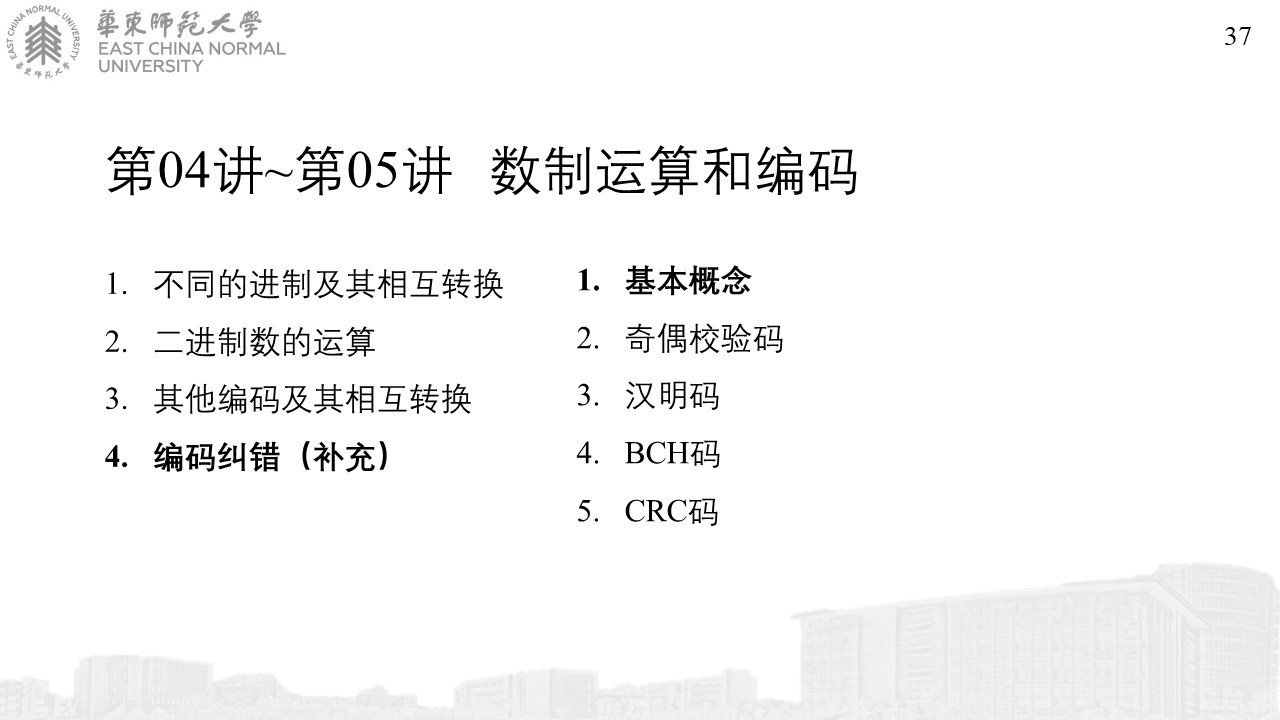 EAST CHINA NORMAL UNIVERSITY
華東师范大学
華東師範大學
EAST CHINA NORMAL
UNIVERSITY
37
第04讲~第05讲 数制运算和编码
1. 不同的进制及其相互转换
2. 二进制数的运算
3. 其他编码及其相互转换
4. 编码纠错（补充）
1. 基本概念
2. 奇偶校验码
3. 汉明码
4. BCH码
5. CRC码